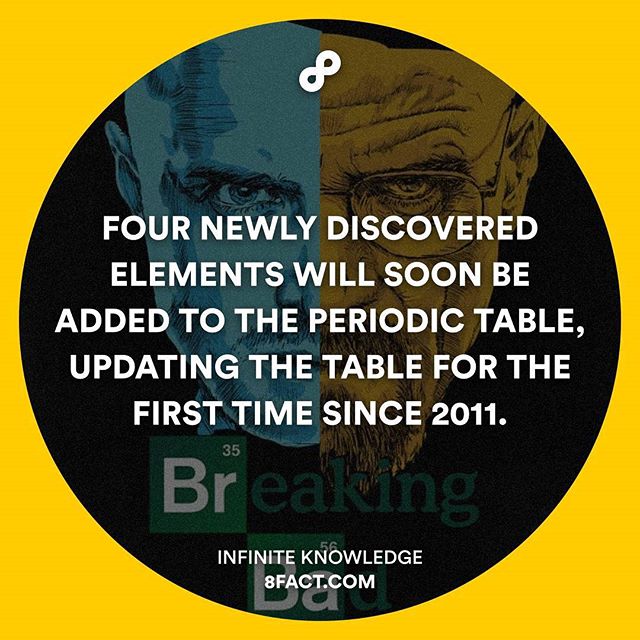 FOUR NEWLY DISCOVERED
ELEMENTS WILL SOON BE
ADDED TO THE PERIODIC TABLE,
UPDATING THE TABLE FOR THE
FIRST TIME SINCE 2011.
35
Breaking
56
Bad
INFINITE KNOWLEDGE
8FACT.COM